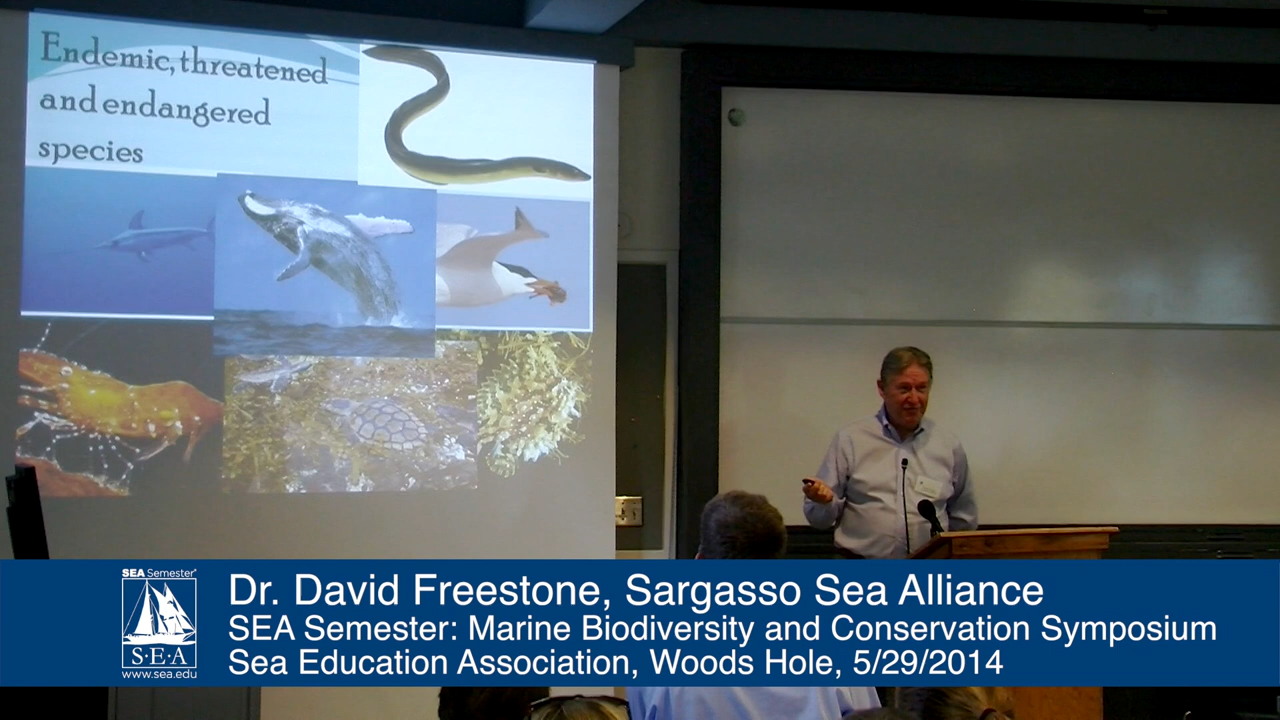 Endemic, threatened
and endangered
species
SEA Semester®
S·E·A
www.sea.edu
Dr. David Freestone, Sargasso Sea Alliance
SEA Semester: Marine Biodiversity and Conservation Symposium
Sea Education Association, Woods Hole, 5/29/2014